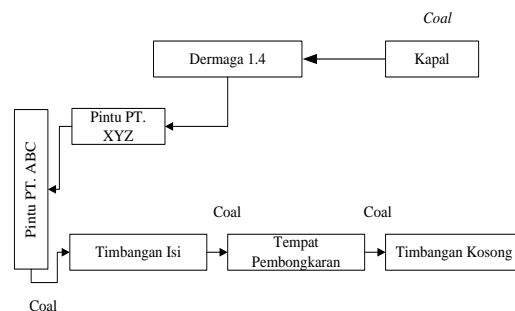 Coal
Dermaga 1.4
Kapal
Pintu PT.
XYZ
Pintu PT. ABC
Coal
Coal
Timbangan Isi
Tempat
Pembongkaran
Timbangan Kosong
Coal